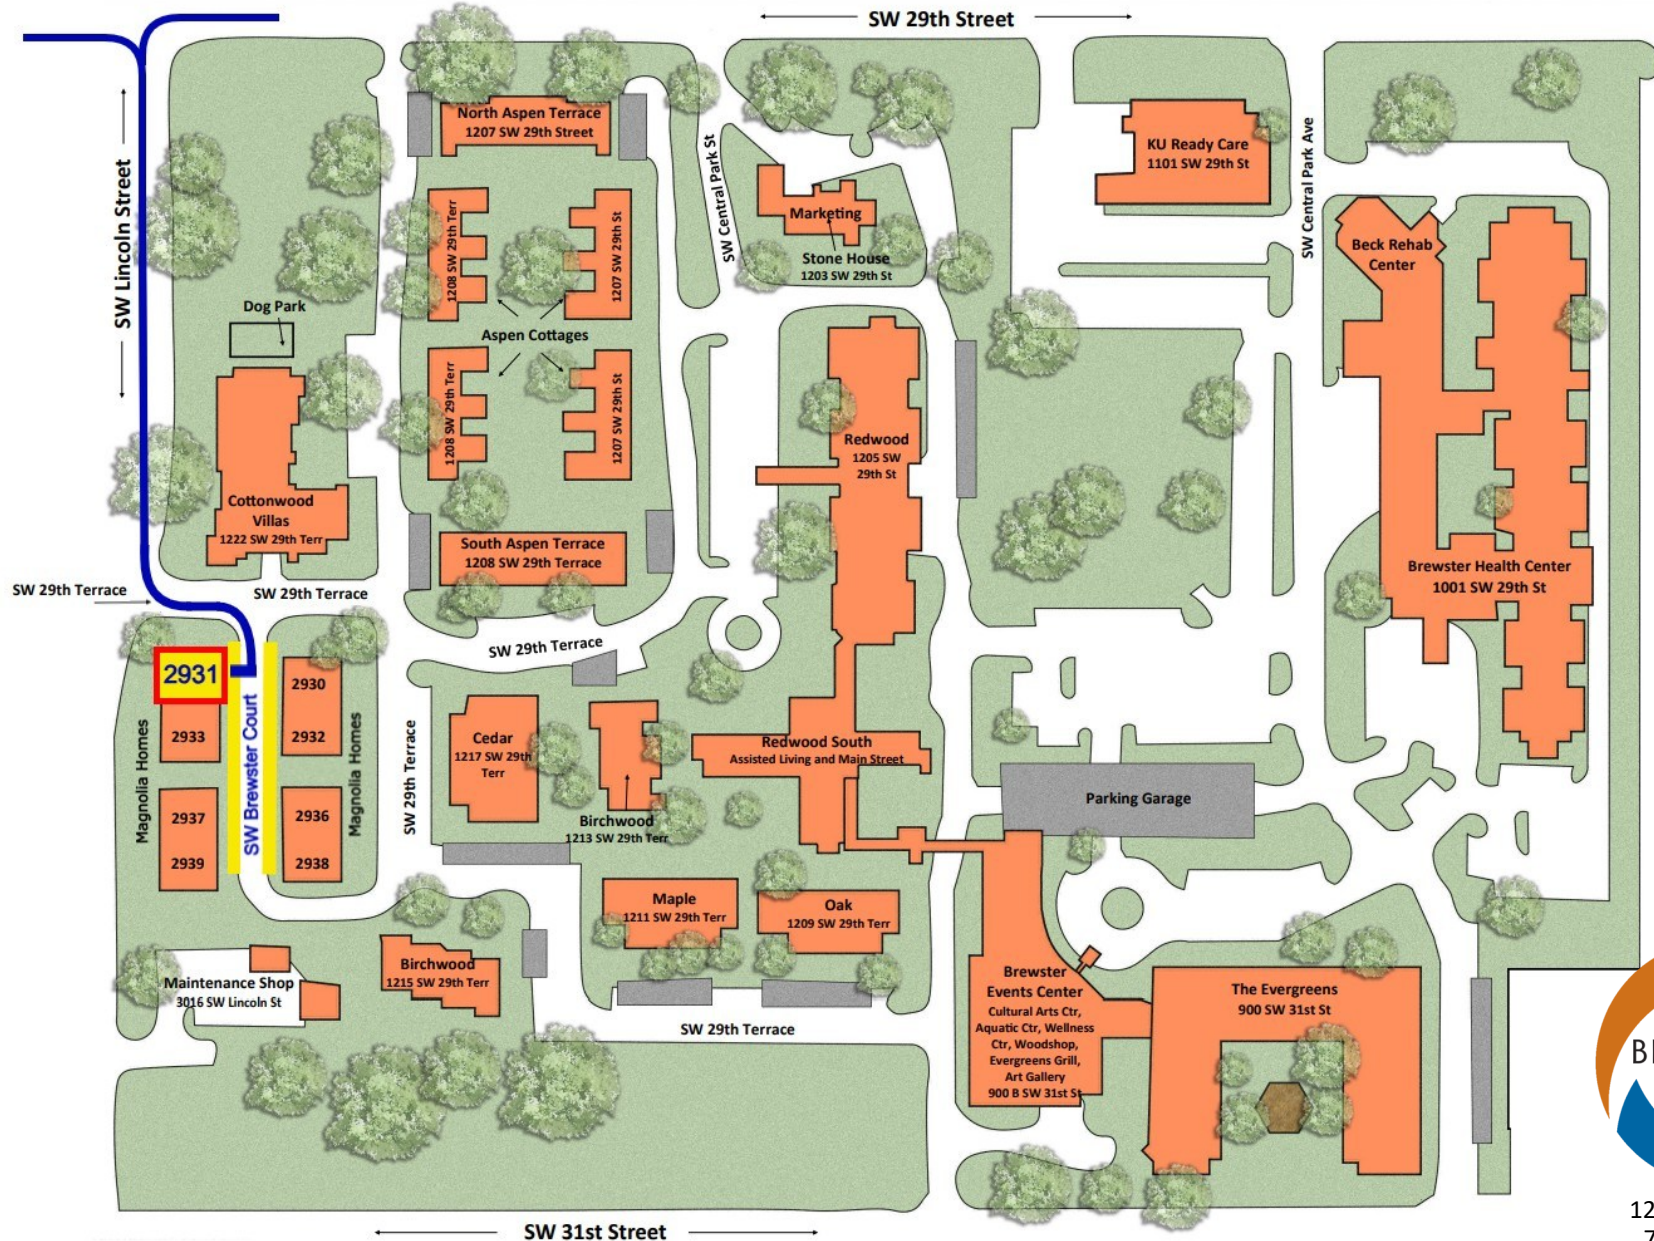 SW 29th Street
North Aspen Terrace
1207 SW 29th Street
KU Ready Care
1101 SW 29th St
SW Central Park St
SW Central Park Ave
SW Lincoln Street
Marketing
Stone House
1203 SW 29th St
Beck Rehab
Center
1208 SW 29th Terr
1207 SW 29th St
Dog Park
Aspen Cottages
1208 SW 29th Terr
1207 SW 29th St
Redwood
1205 SW
29th St
Cottonwood
Villas
1222 SW 29th Terr
South Aspen Terrace
1208 SW 29th Terrace
Brewster Health Center
1001 SW 29th St
SW 29th Terrace
SW 29th Terrace
SW 29th Terrace
2931
2930
2933
2932
Magnolia Homes
SW Brewster Court
Magnolia Homes
SW 29th Terrace
Cedar
1217 SW 29th
Terr
Redwood South
Assisted Living and Main Street
Parking Garage
2937
2936
Birchwood
1213 SW 29th Terr
2939
2938
Maple
1211 SW 29th Terr
Oak
1209 SW 29th Terr
Maintenance Shop
3016 SW Lincoln St
Birchwood
1215 SW 29th Terr
Brewster
Events Center
Cultural Arts Ctr,
Aquatic Ctr, Wellness
Ctr, Woodshop,
Evergreens Grill,
Art Gallery
900 B SW 31st St
The Evergreens
900 SW 31st St
SW 29th Terrace
SW 31st Street
12
7